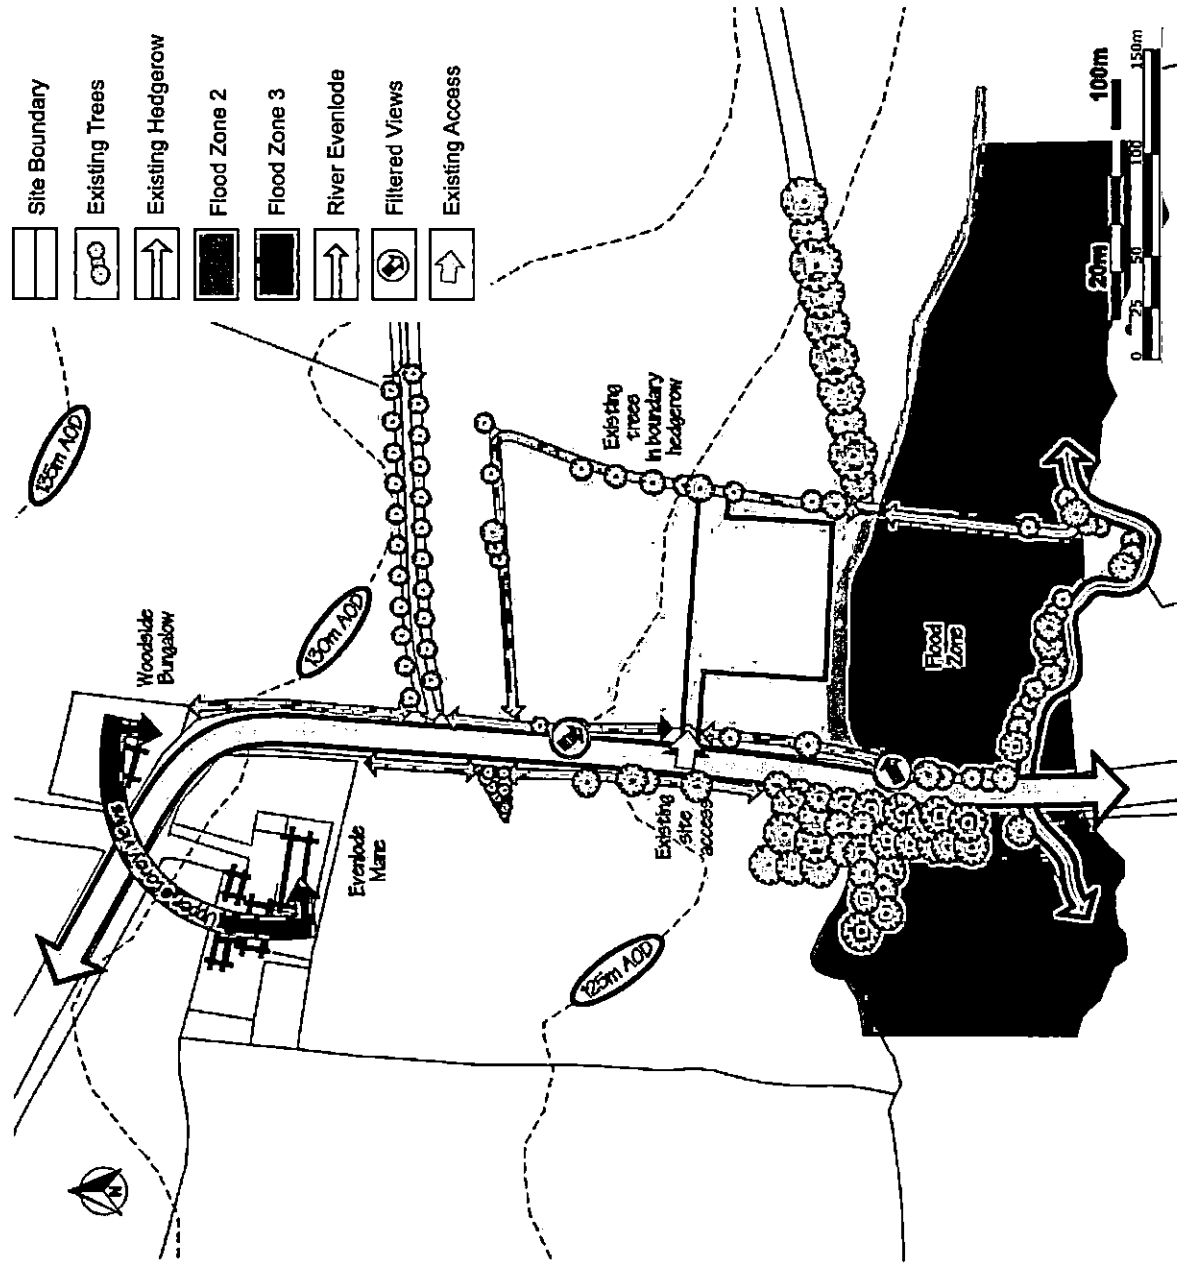 Site Boundary
Existing Trees
Existing Hedgerow
Flood Zone 2
Flood Zone 3
River Evenlode
Filtered Views
Existing Access
135m AOD
130m AOD
125m AOD
Woodside
Bungalow
Evenlode
Mane
Existing
trees
in boundary
hedgerow
Existing
site
access
Flood
Zone
N
20m
100m
0
25
50
100
150m